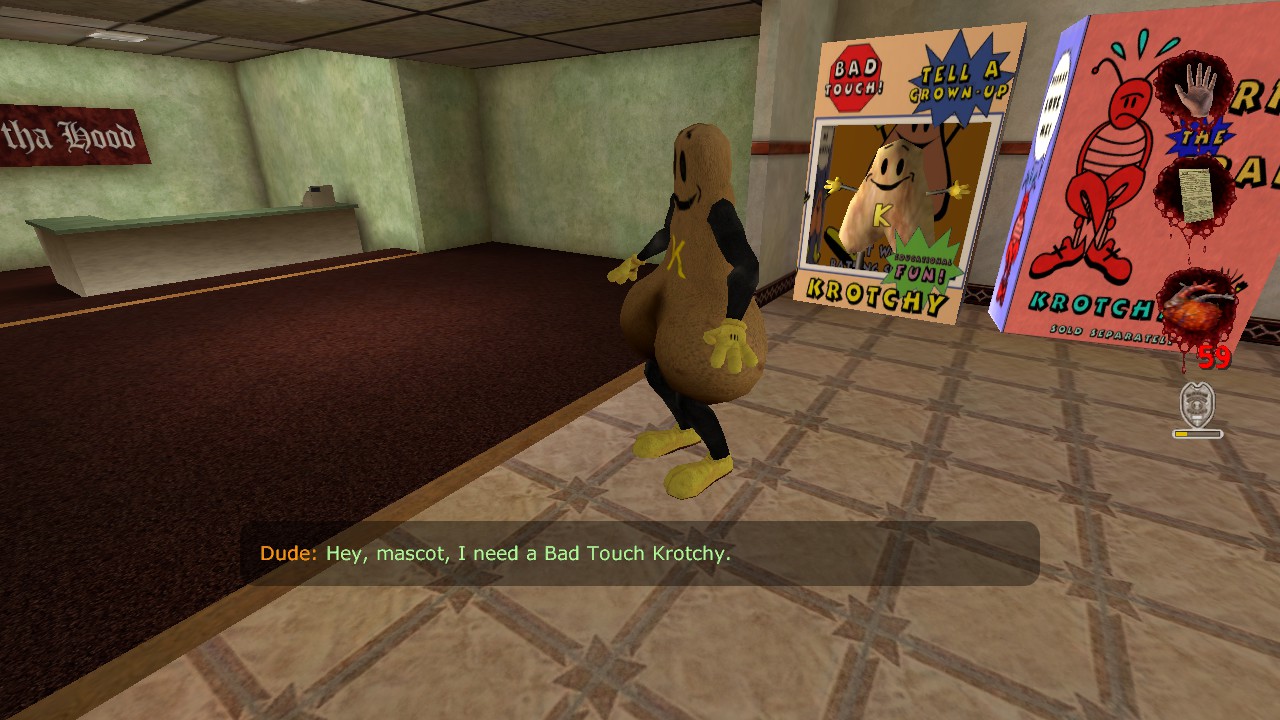 tha Hood
BAD
TOUCH!
TELL A
GROWN-UP
K
EDUCATIONAL
FUN!
KROTCHY
K
THE
KROTCH
SOLD SEPARATELY
59
Dude: Hey, mascot, I need a Bad Touch Krotchy.